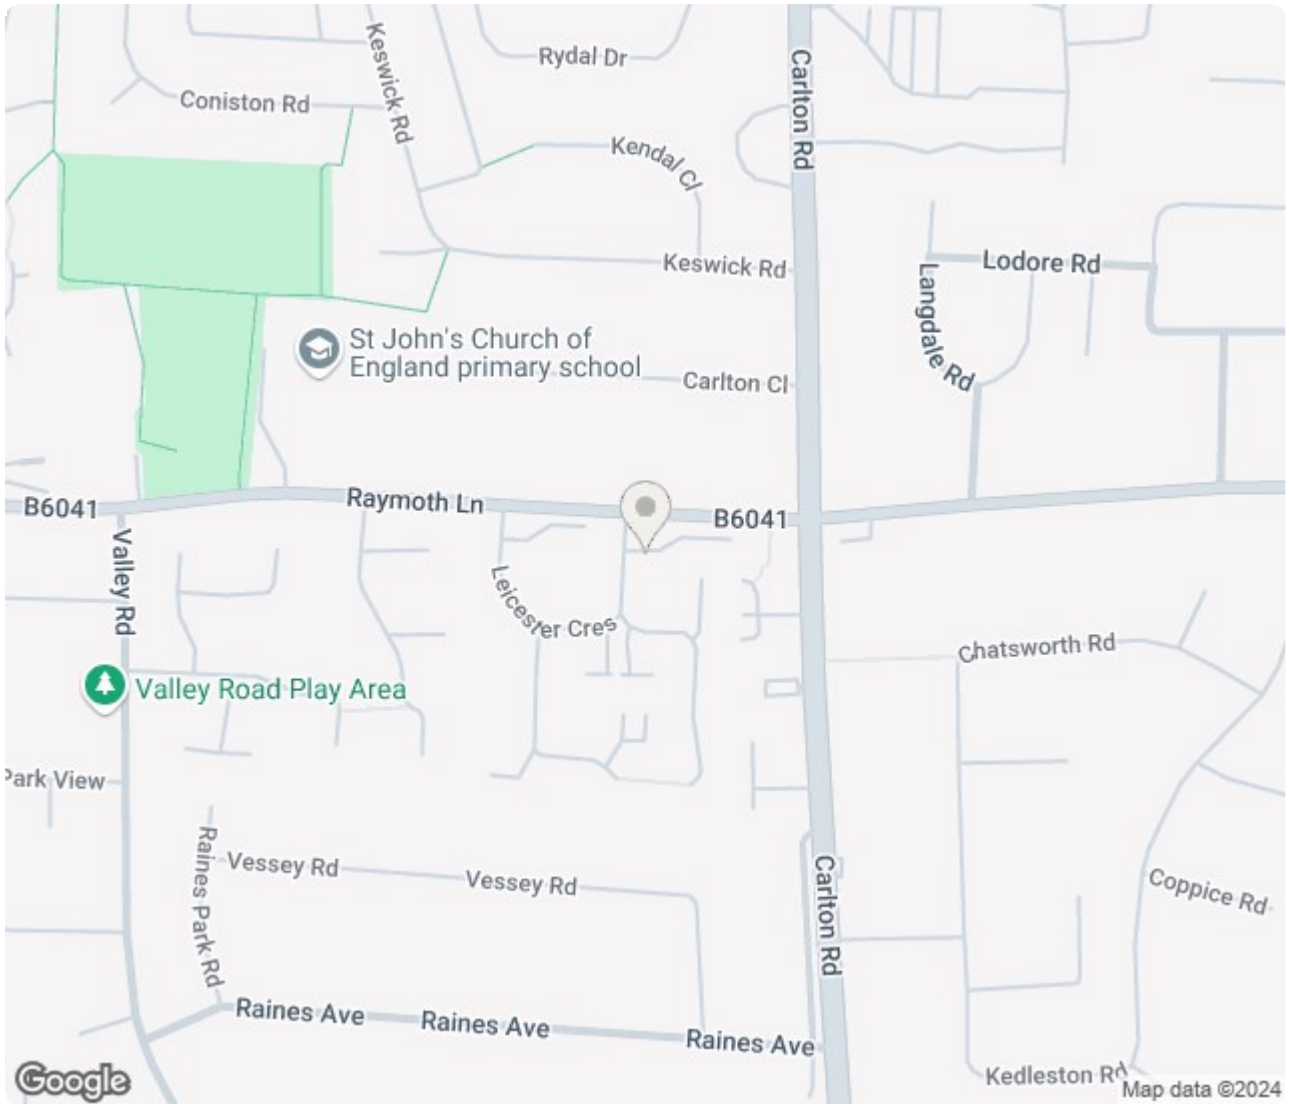 Rydal Dr
Keswick Rd
Carlton Rd
Coniston Rd
Kendal Cl
Keswick Rd
Lodore Rd
Langdale Rd
St John's Church of
England primary school
Carlton Cl
B6041
Raymoth Ln
B6041
Valley Rd
Leicester Cres
Chatsworth Rd
Valley Road Play Area
Park View
Raines Park Rd
Vessey Rd
Vessey Rd
Carlton Rd
Coppice Rd
Raines Ave
Raines Ave
Raines Ave
Kedleston Rd
Google
Map data ©2024